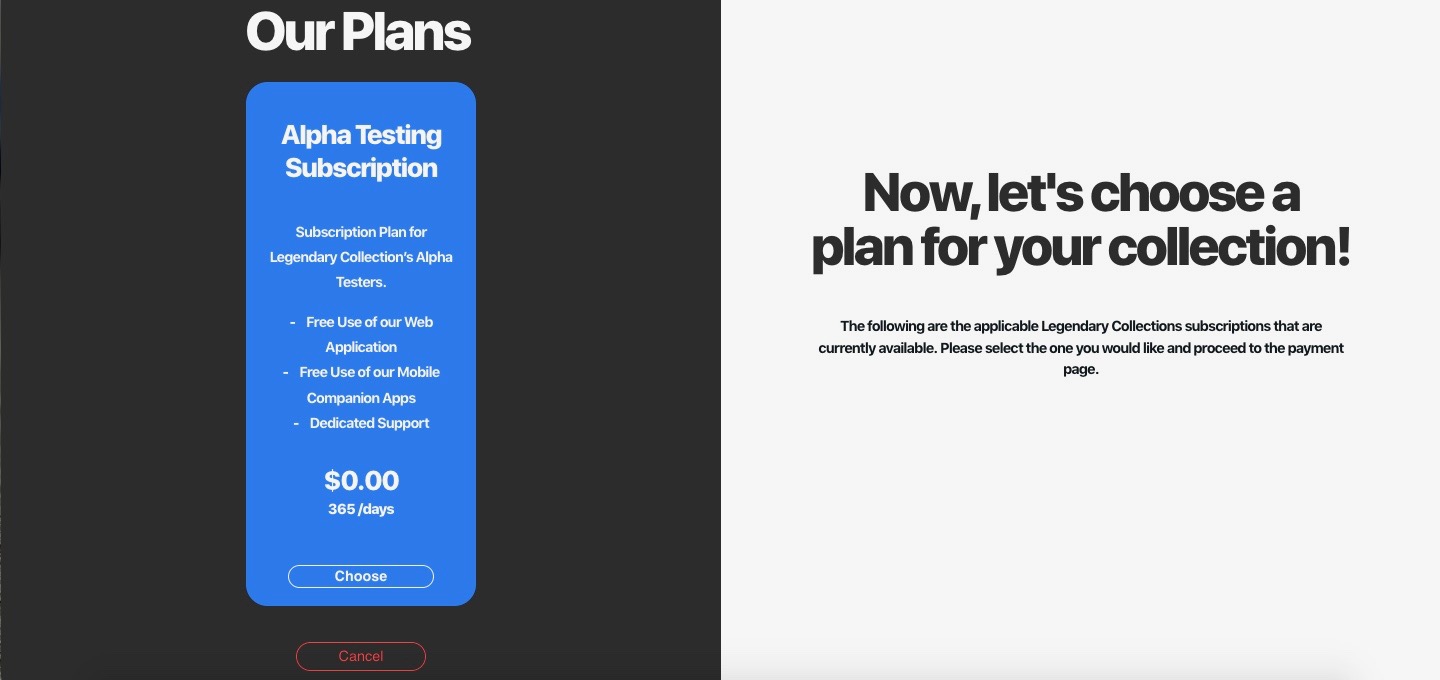 Our Plans
Alpha Testing
Subscription
Subscription Plan for
Legendary Collection's Alpha
Testers.
- Free Use of our Web
Application
- Free Use of our Mobile
Companion Apps
- Dedicated Support
$0.00
365 /days
Choose
Cancel
Now, let's choose a
plan for your collection!
The following are the applicable Legendary Collections subscriptions that are
currently available. Please select the one you would like and proceed to the payment
page.